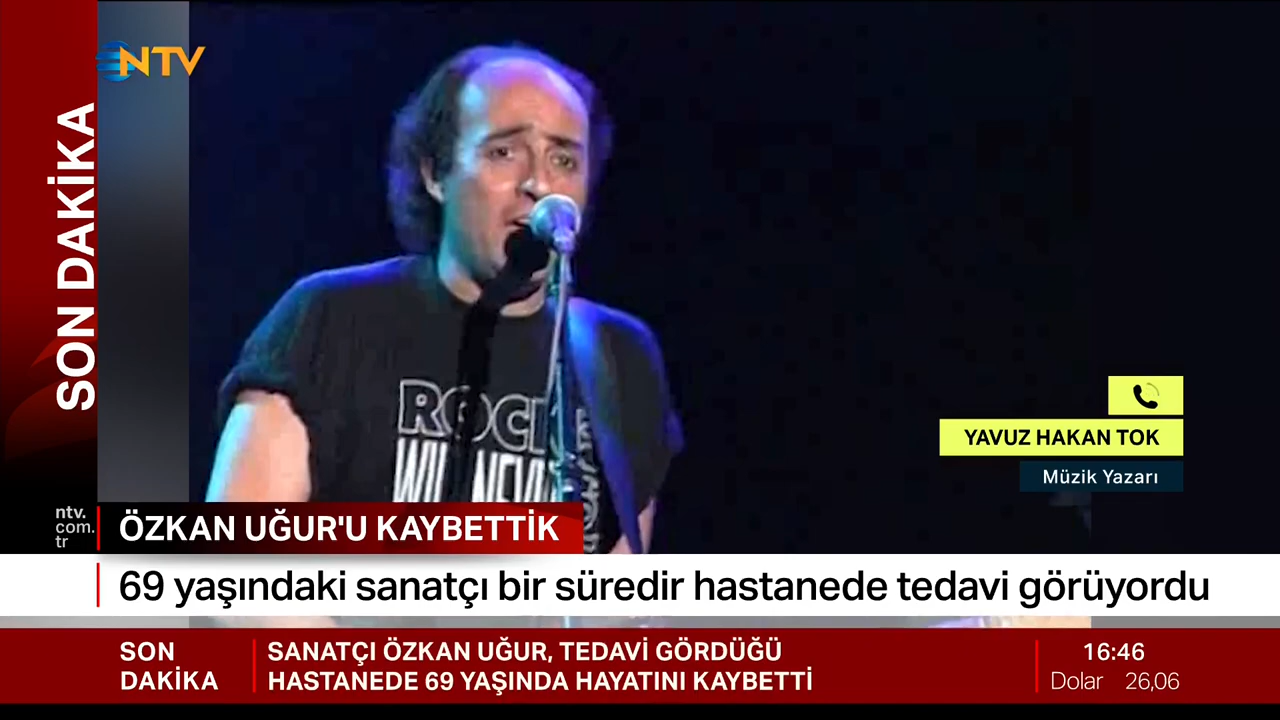 NTV
SON DAKİKA
ROCK
YAVUZ HAKAN TOK
Müzik Yazarı
ntv.
com.
tr
ÖZKAN UĞUR'U KAYBETTİK
69 yaşındaki sanatçı bir süredir hastanede tedavi görüyordu
SON
DAKİKA
SANATÇI ÖZKAN UĞUR, TEDAVİ GÖRDÜĞÜ
HASTANEDE 69 YAŞINDA HAYATINI KAYBETTİ
16:46
Dolar 26,06